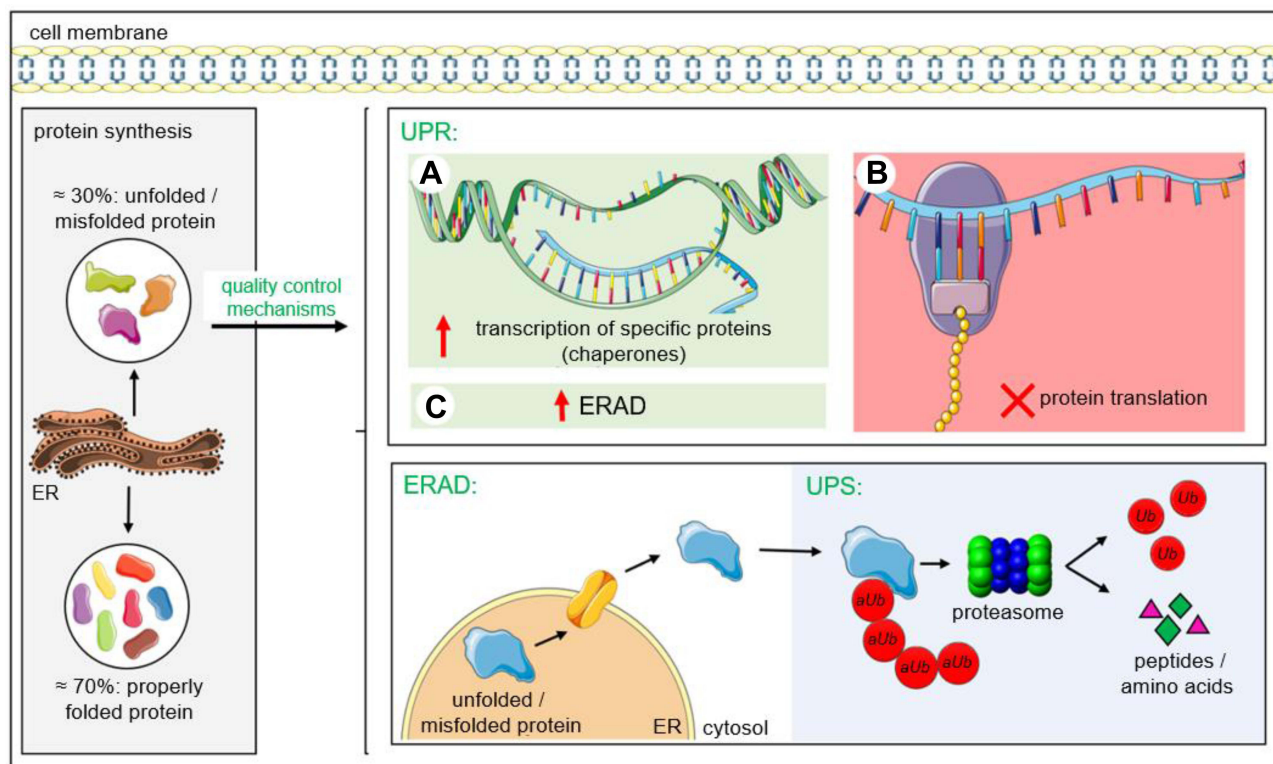 cell membrane
protein synthesis
≈ 30%: unfolded /
misfolded protein
quality control
mechanisms
ER
≈ 70%: properly
folded protein
UPR:
A
transcription of specific proteins
(chaperones)
B
protein translation
C
ERAD
ERAD:
unfolded /
misfolded protein
ER
cytosol
UPS:
aUb
aUb
aUb
aUb
proteasome
Ub
Ub
Ub
peptides /
amino acids